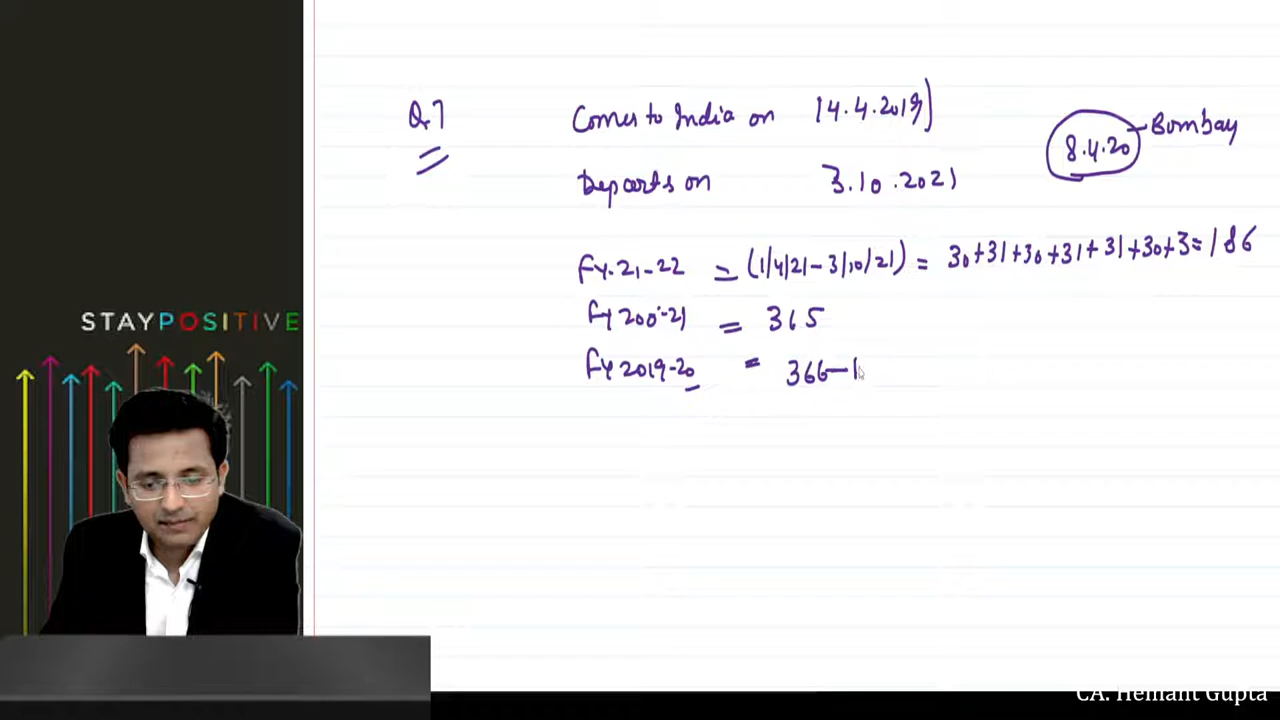 Q.7 Comes to India on 14.4.2019
8.4.20 - Bombay
Departs on 3.10.2021
STAYPOSITIVE
FY.21-22 = (1/4/21-3/10/21) = 30+31+30+31+31+30+3=186
FY 200-21 = 365
FY 2019-20 = 366-1
CA. Hemant Gupta